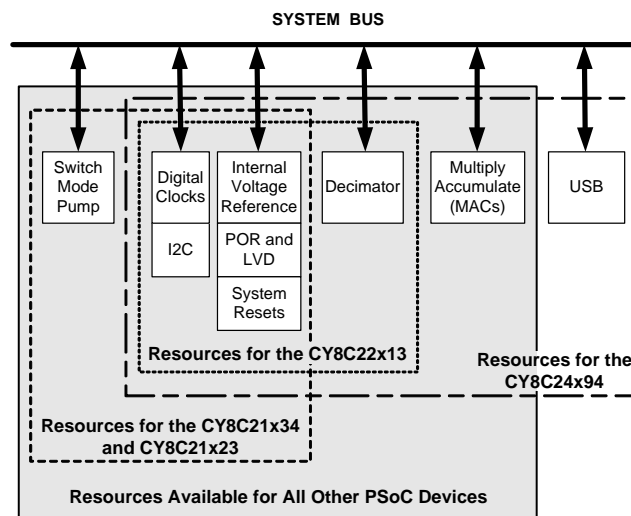 SYSTEM BUS
Switch
Mode
Pump
Digital
Clocks
I2C
Internal
Voltage
Reference
POR and
LVD
System
Resets
Decimator
Multiply
Accumulate
(MACs)
USB
Resources for the CY8C22x13
Resources for the
CY8C24x94
Resources for the CY8C21x34
and CY8C21x23
Resources Available for All Other PSoC Devices